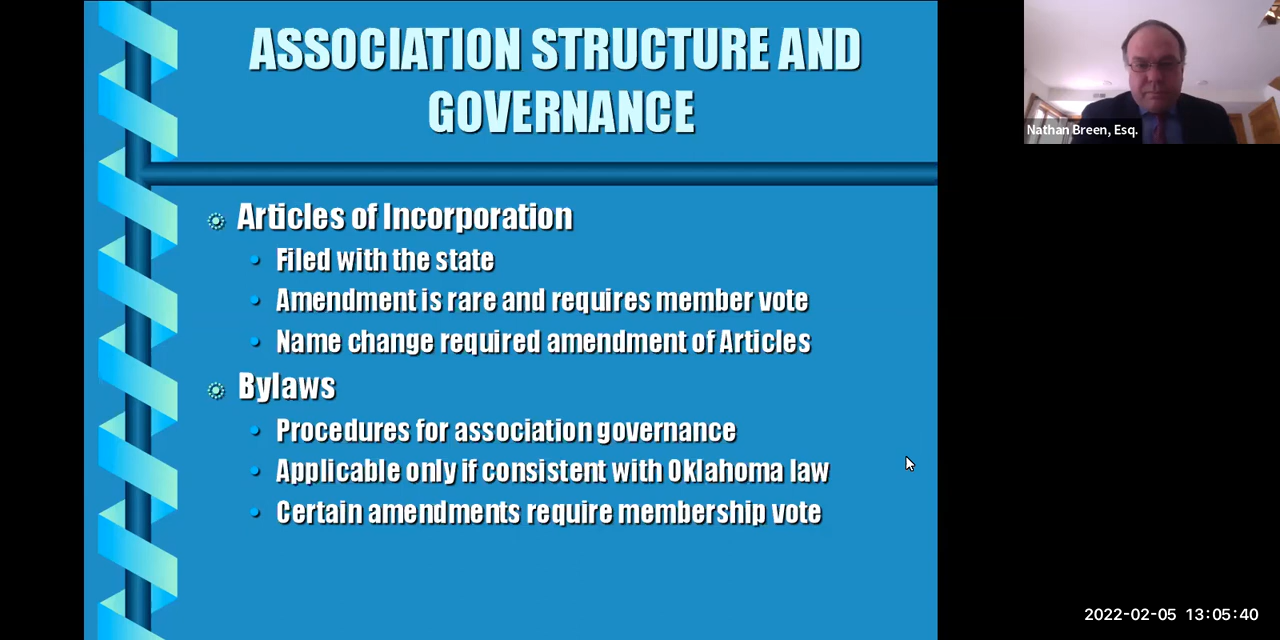 ASSOCIATION STRUCTURE AND
GOVERNANCE
Articles of Incorporation
Filed with the state
Amendment is rare and requires member vote
Name change required amendment of Articles
Bylaws
Procedures for association governance
Applicable only if consistent with Oklahoma law
Certain amendments require membership vote
Nathan Breen, Esq.
2022-02-05 13:05:40